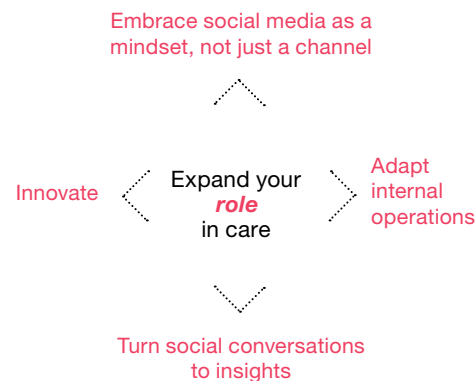 Embrace social media as a
mindset, not just a channel
Innovate
Expand your
role
in care
Adapt
internal
operations
Turn social conversations
to insights